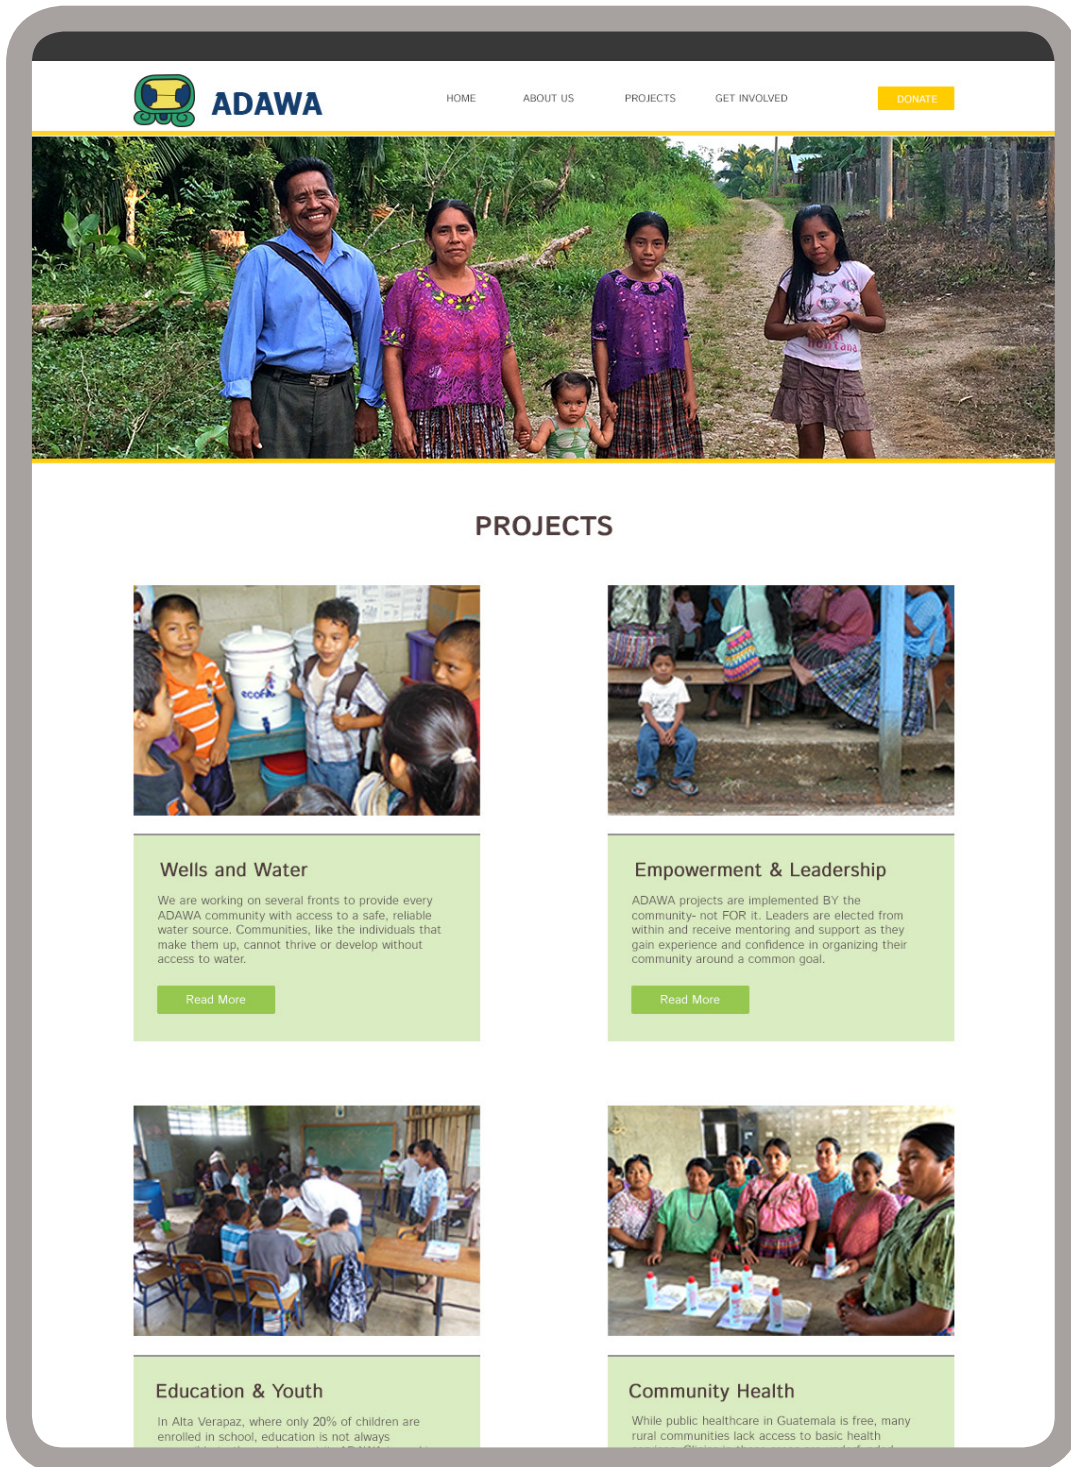 ADAWA
HOME
ABOUT US
PROJECTS
GET INVOLVED
DONATE
PROJECTS
Wells and Water
We are working on several fronts to provide every
ADAWA community with access to a safe, reliable
water source. Communities, like the individuals that
make them up, cannot thrive or develop without
access to water.
Read More
Empowerment & Leadership
ADAWA projects are implemented BY the
community- not FOR it. Leaders are elected from
within and receive mentoring and support as they
gain experience and confidence in organizing their
community around a common goal.
Read More
Education & Youth
In Alta Verapaz, where only 20% of children are
enrolled in school, education is not always
Community Health
While public healthcare in Guatemala is free, many
rural communities lack access to basic health